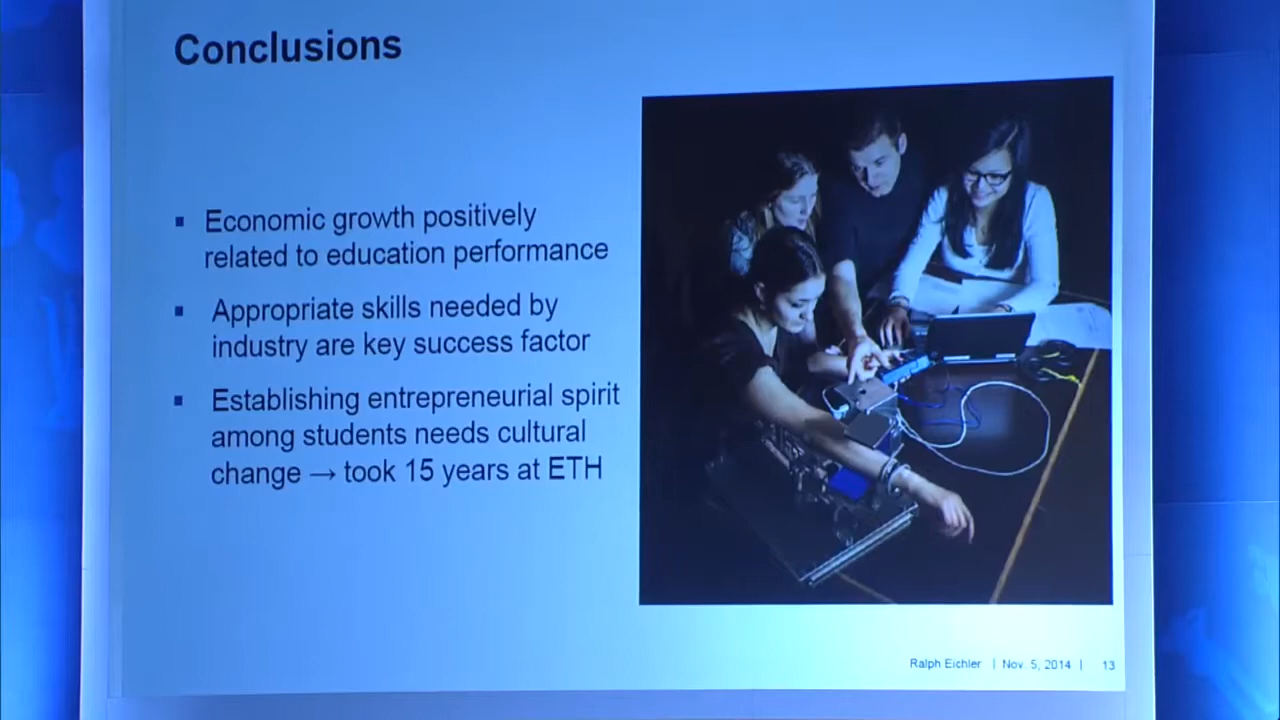 Conclusions
▪ Economic growth positively
related to education performance
▪ Appropriate skills needed by
industry are key success factor
▪ Establishing entrepreneurial spirit
among students needs cultural
change → took 15 years at ETH
Ralph Eichler | Nov. 5, 2014 | 13